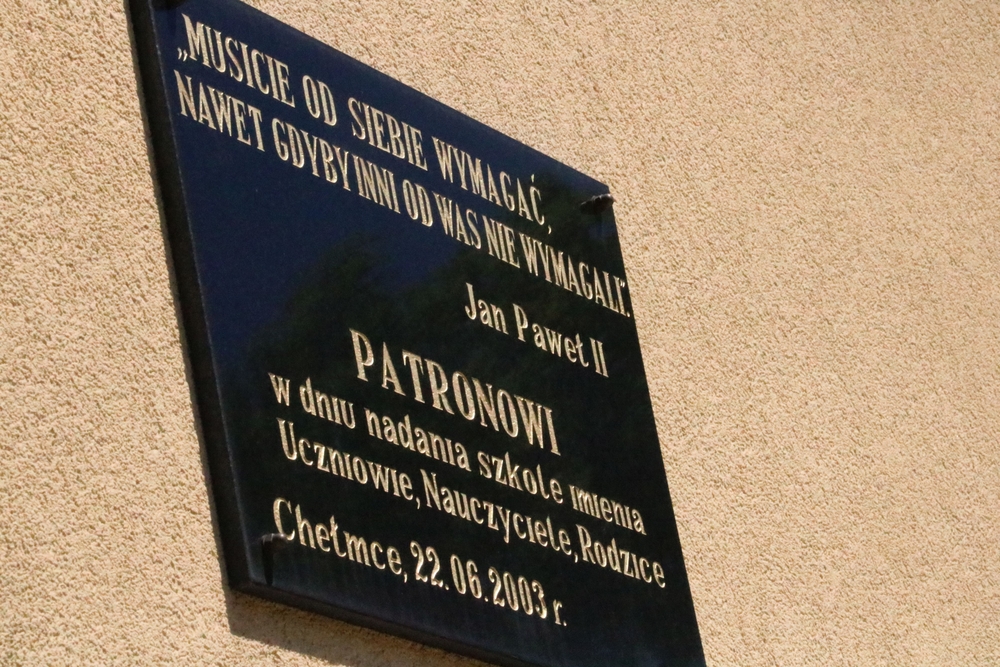 „MUSICIE OD SIEBIE WYMAGAĆ,
NAWET GDYBY INNI OD WAS NIE WYMAGALI".
Jan Paweł II
PATRONOWI
w dniu nadania szkole imienia
Uczniowie, Nauczyciele, Rodzice
Chełmce, 22.06.2003 r.